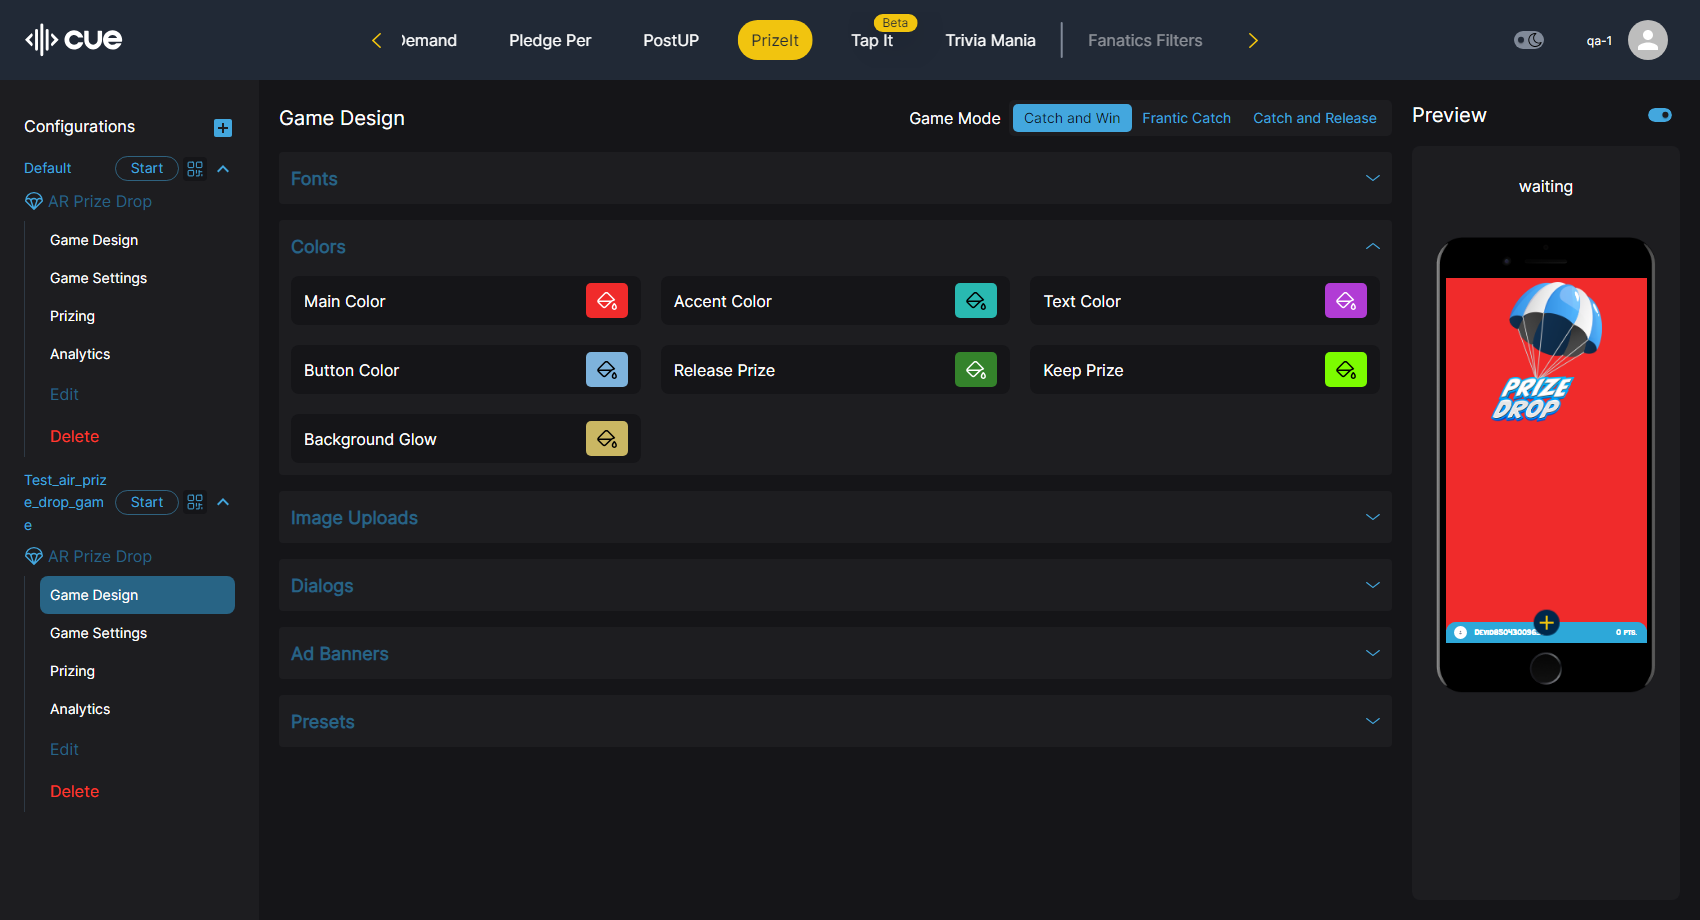 cue
Demand
Pledge Per
PostUP
PrizeIt
Beta
Tap It
Trivia Mania
Fanatics Filters
qa-1
Configurations
Default
Start
AR Prize Drop
Game Design
Game Settings
Prizing
Analytics
Edit
Delete
Test_air_priz
e_drop_gam
e
Start
AR Prize Drop
Game Design
Game Settings
Prizing
Analytics
Edit
Delete
Game Design
Game Mode
Catch and Win
Frantic Catch
Catch and Release
Fonts
Colors
Main Color
Accent Color
Text Color
Button Color
Release Prize
Keep Prize
Background Glow
Image Uploads
Dialogs
Ad Banners
Presets
Preview
waiting
PRIZE
DROP
0 PTS.